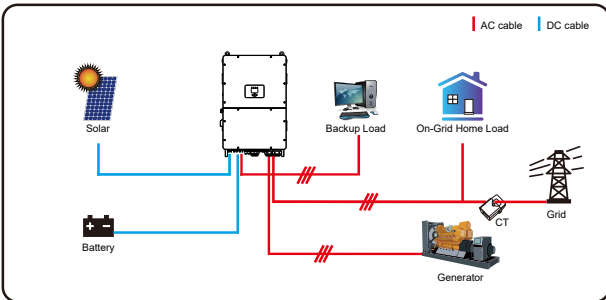 AC cable
DC cable
Solar
Backup Load
On-Grid Home Load
CT
Grid
Battery
Generator